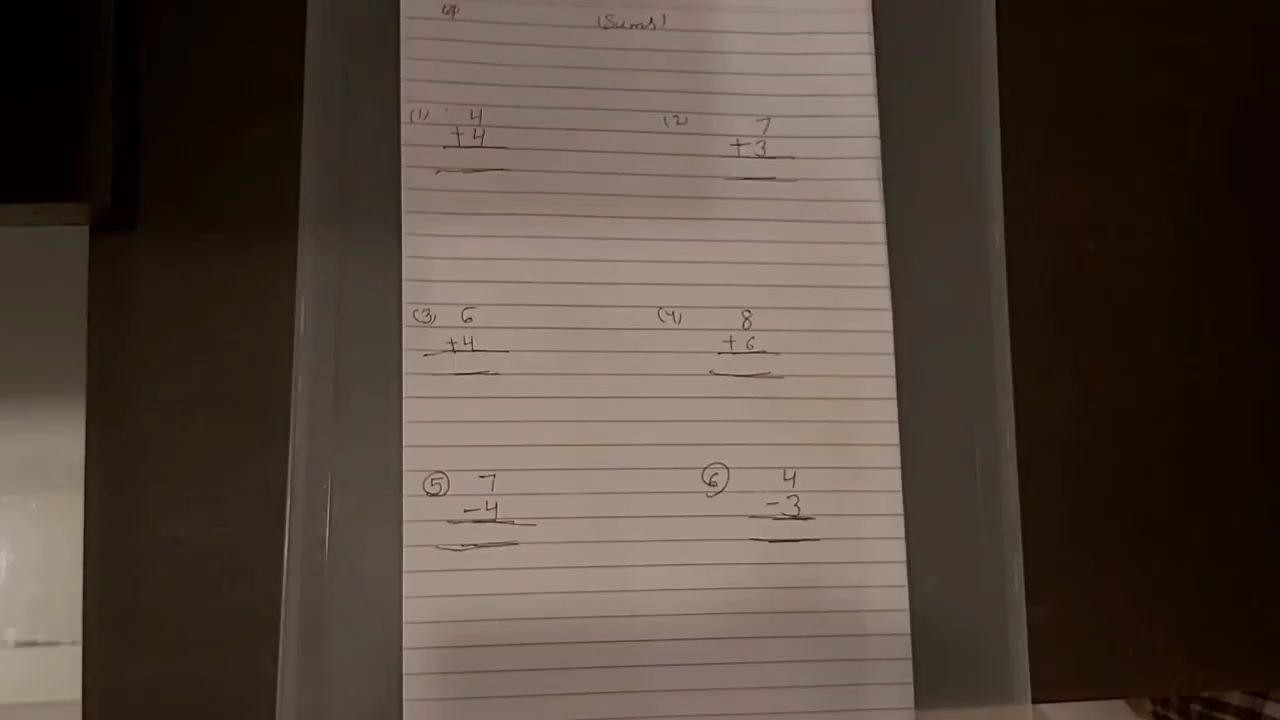 (Sums)
(1) 4 (2) 7
+4 +3
(3) 6 (4) 8
+4 +6
5 7 6 4
-4 -3